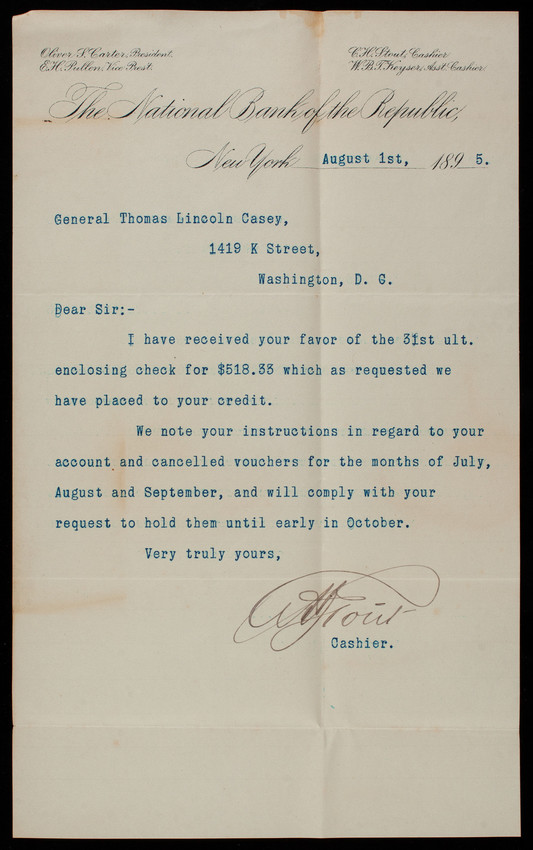 Oliver S. Carter, President.
E.H. Pullen, Vice Prest.
C.H. Stout, Cashier
W.B.T. Keyser, Asst. Cashier
The National Bank of the Republic,
New York August 1st, 1895.
General Thomas Lincoln Casey,
1419 K Street,
Washington, D. C.
Dear Sir:-
I have received your favor of the 31st ult.
enclosing check for $518.33 which as requested we
have placed to your credit.
We note your instructions in regard to your
account and cancelled vouchers for the months of July,
August and September, and will comply with your
request to hold them until early in October.
Very truly yours,
C H Stout
Cashier.